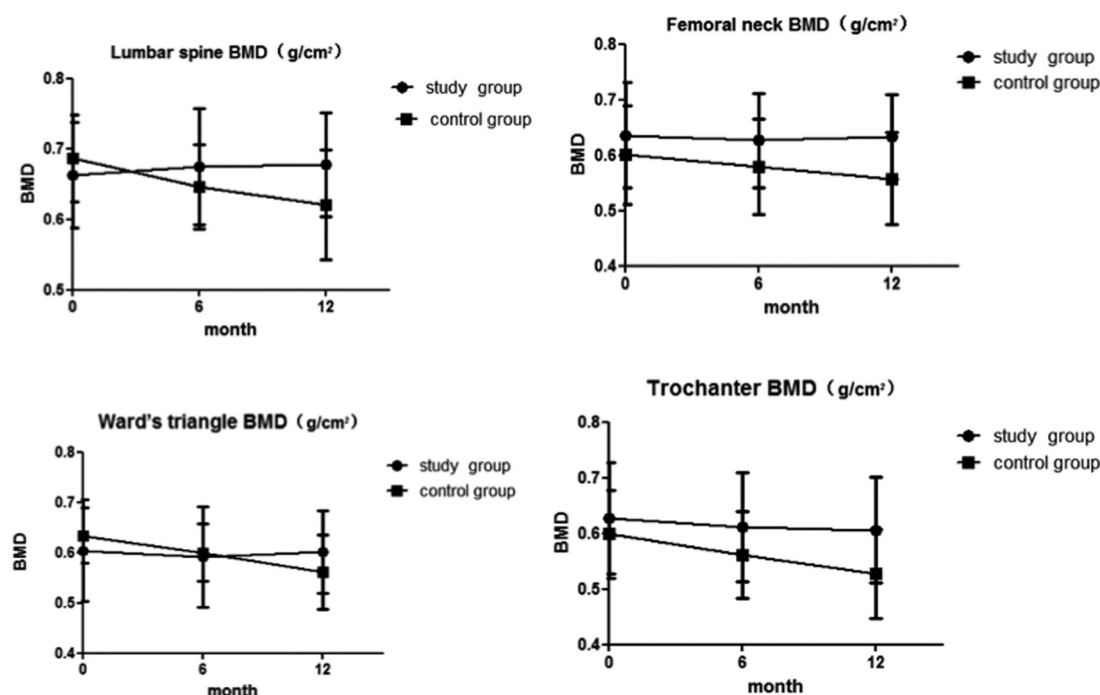 Lumbar spine BMD（g/cm²）
study group
control group
0.8
0.7
0.6
0.5
BMD
0
6
12
month
Femoral neck BMD（g/cm²）
study group
control group
0.8
0.7
0.6
0.5
0.4
BMD
0
6
12
month
Ward's triangle BMD（g/cm²）
study group
control group
0.8
0.7
0.6
0.5
0.4
BMD
0
6
12
month
Trochanter BMD（g/cm²）
study group
control group
0.8
0.7
0.6
0.5
0.4
BMD
0
6
12
month